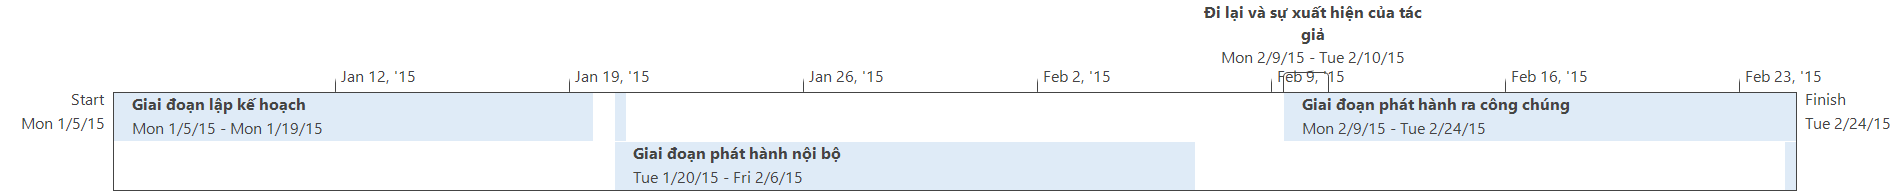 Đi lại và sự xuất hiện của tác
giả
Mon 2/9/15 - Tue 2/10/15
Jan 12, '15
Jan 19, '15
Jan 26, '15
Feb 2, '15
Feb 9, '15
Feb 16, '15
Feb 23, '15
Start
Mon 1/5/15
Giai đoạn lập kế hoạch
Mon 1/5/15 - Mon 1/19/15
Giai đoạn phát hành ra công chúng
Mon 2/9/15 - Tue 2/24/15
Finish
Tue 2/24/15
Giai đoạn phát hành nội bộ
Tue 1/20/15 - Fri 2/6/15